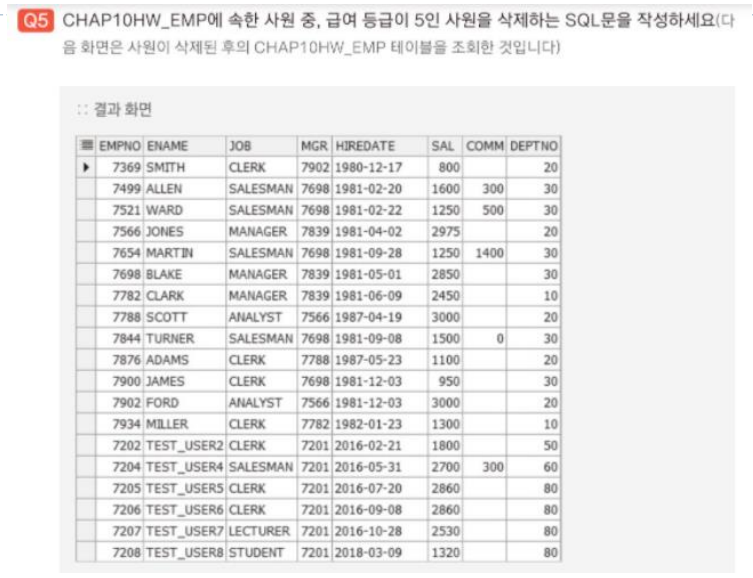 Q5 CHAP10HW_EMP에 속한 사원 중, 급여 등급이 5인 사원을 삭제하는 SQL문을 작성하세요(다
음 화면은 사원이 삭제된 후의 CHAP10HW_EMP 테이블을 조회한 것입니다)
:: 결과 화면
EMPNO ENAME JOB MGR HIREDATE SAL COMM DEPTNO
7369 SMITH CLERK 7902 1980-12-17 800 20
7499 ALLEN SALESMAN 7698 1981-02-20 1600 300 30
7521 WARD SALESMAN 7698 1981-02-22 1250 500 30
7566 JONES MANAGER 7839 1981-04-02 2975 20
7654 MARTIN SALESMAN 7698 1981-09-28 1250 1400 30
7698 BLAKE MANAGER 7839 1981-05-01 2850 30
7782 CLARK MANAGER 7839 1981-06-09 2450 10
7788 SCOTT ANALYST 7566 1987-04-19 3000 20
7844 TURNER SALESMAN 7698 1981-09-08 1500 0 30
7876 ADAMS CLERK 7788 1987-05-23 1100 20
7900 JAMES CLERK 7698 1981-12-03 950 30
7902 FORD ANALYST 7566 1981-12-03 3000 20
7934 MILLER CLERK 7782 1982-01-23 1300 10
7202 TEST_USER2 CLERK 7201 2016-02-21 1800 50
7204 TEST_USER4 SALESMAN 7201 2016-05-31 2700 300 60
7205 TEST_USER5 CLERK 7201 2016-07-20 2860 80
7206 TEST_USER6 CLERK 7201 2016-09-08 2860 80
7207 TEST_USER7 LECTURER 7201 2016-10-28 2530 80
7208 TEST_USER8 STUDENT 7201 2018-03-09 1320 80